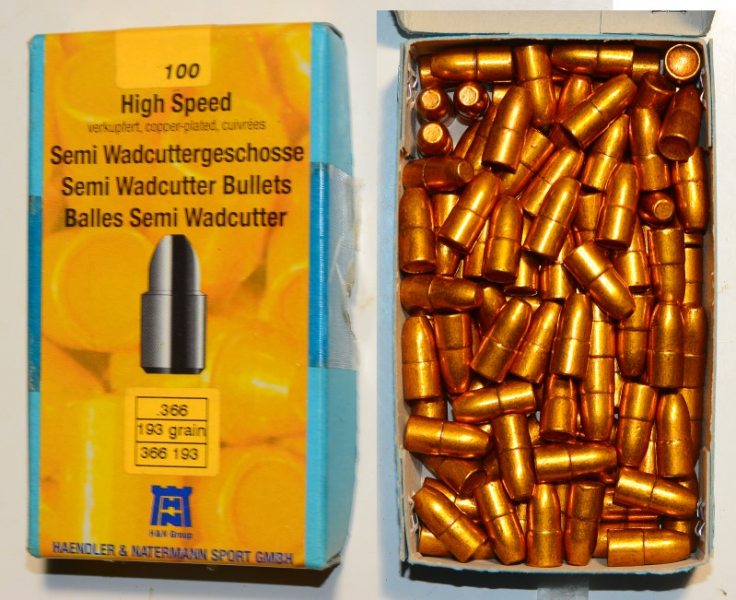 100
High Speed
verkupfert, copper-plated, cuivrées
Semi Wadcuttergeschosse
Semi Wadcutter Bullets
Balles Semi Wadcutter
.366
193 grain
366 193
H&N Group
HAENDLER & NATERMANN SPORT GMBH